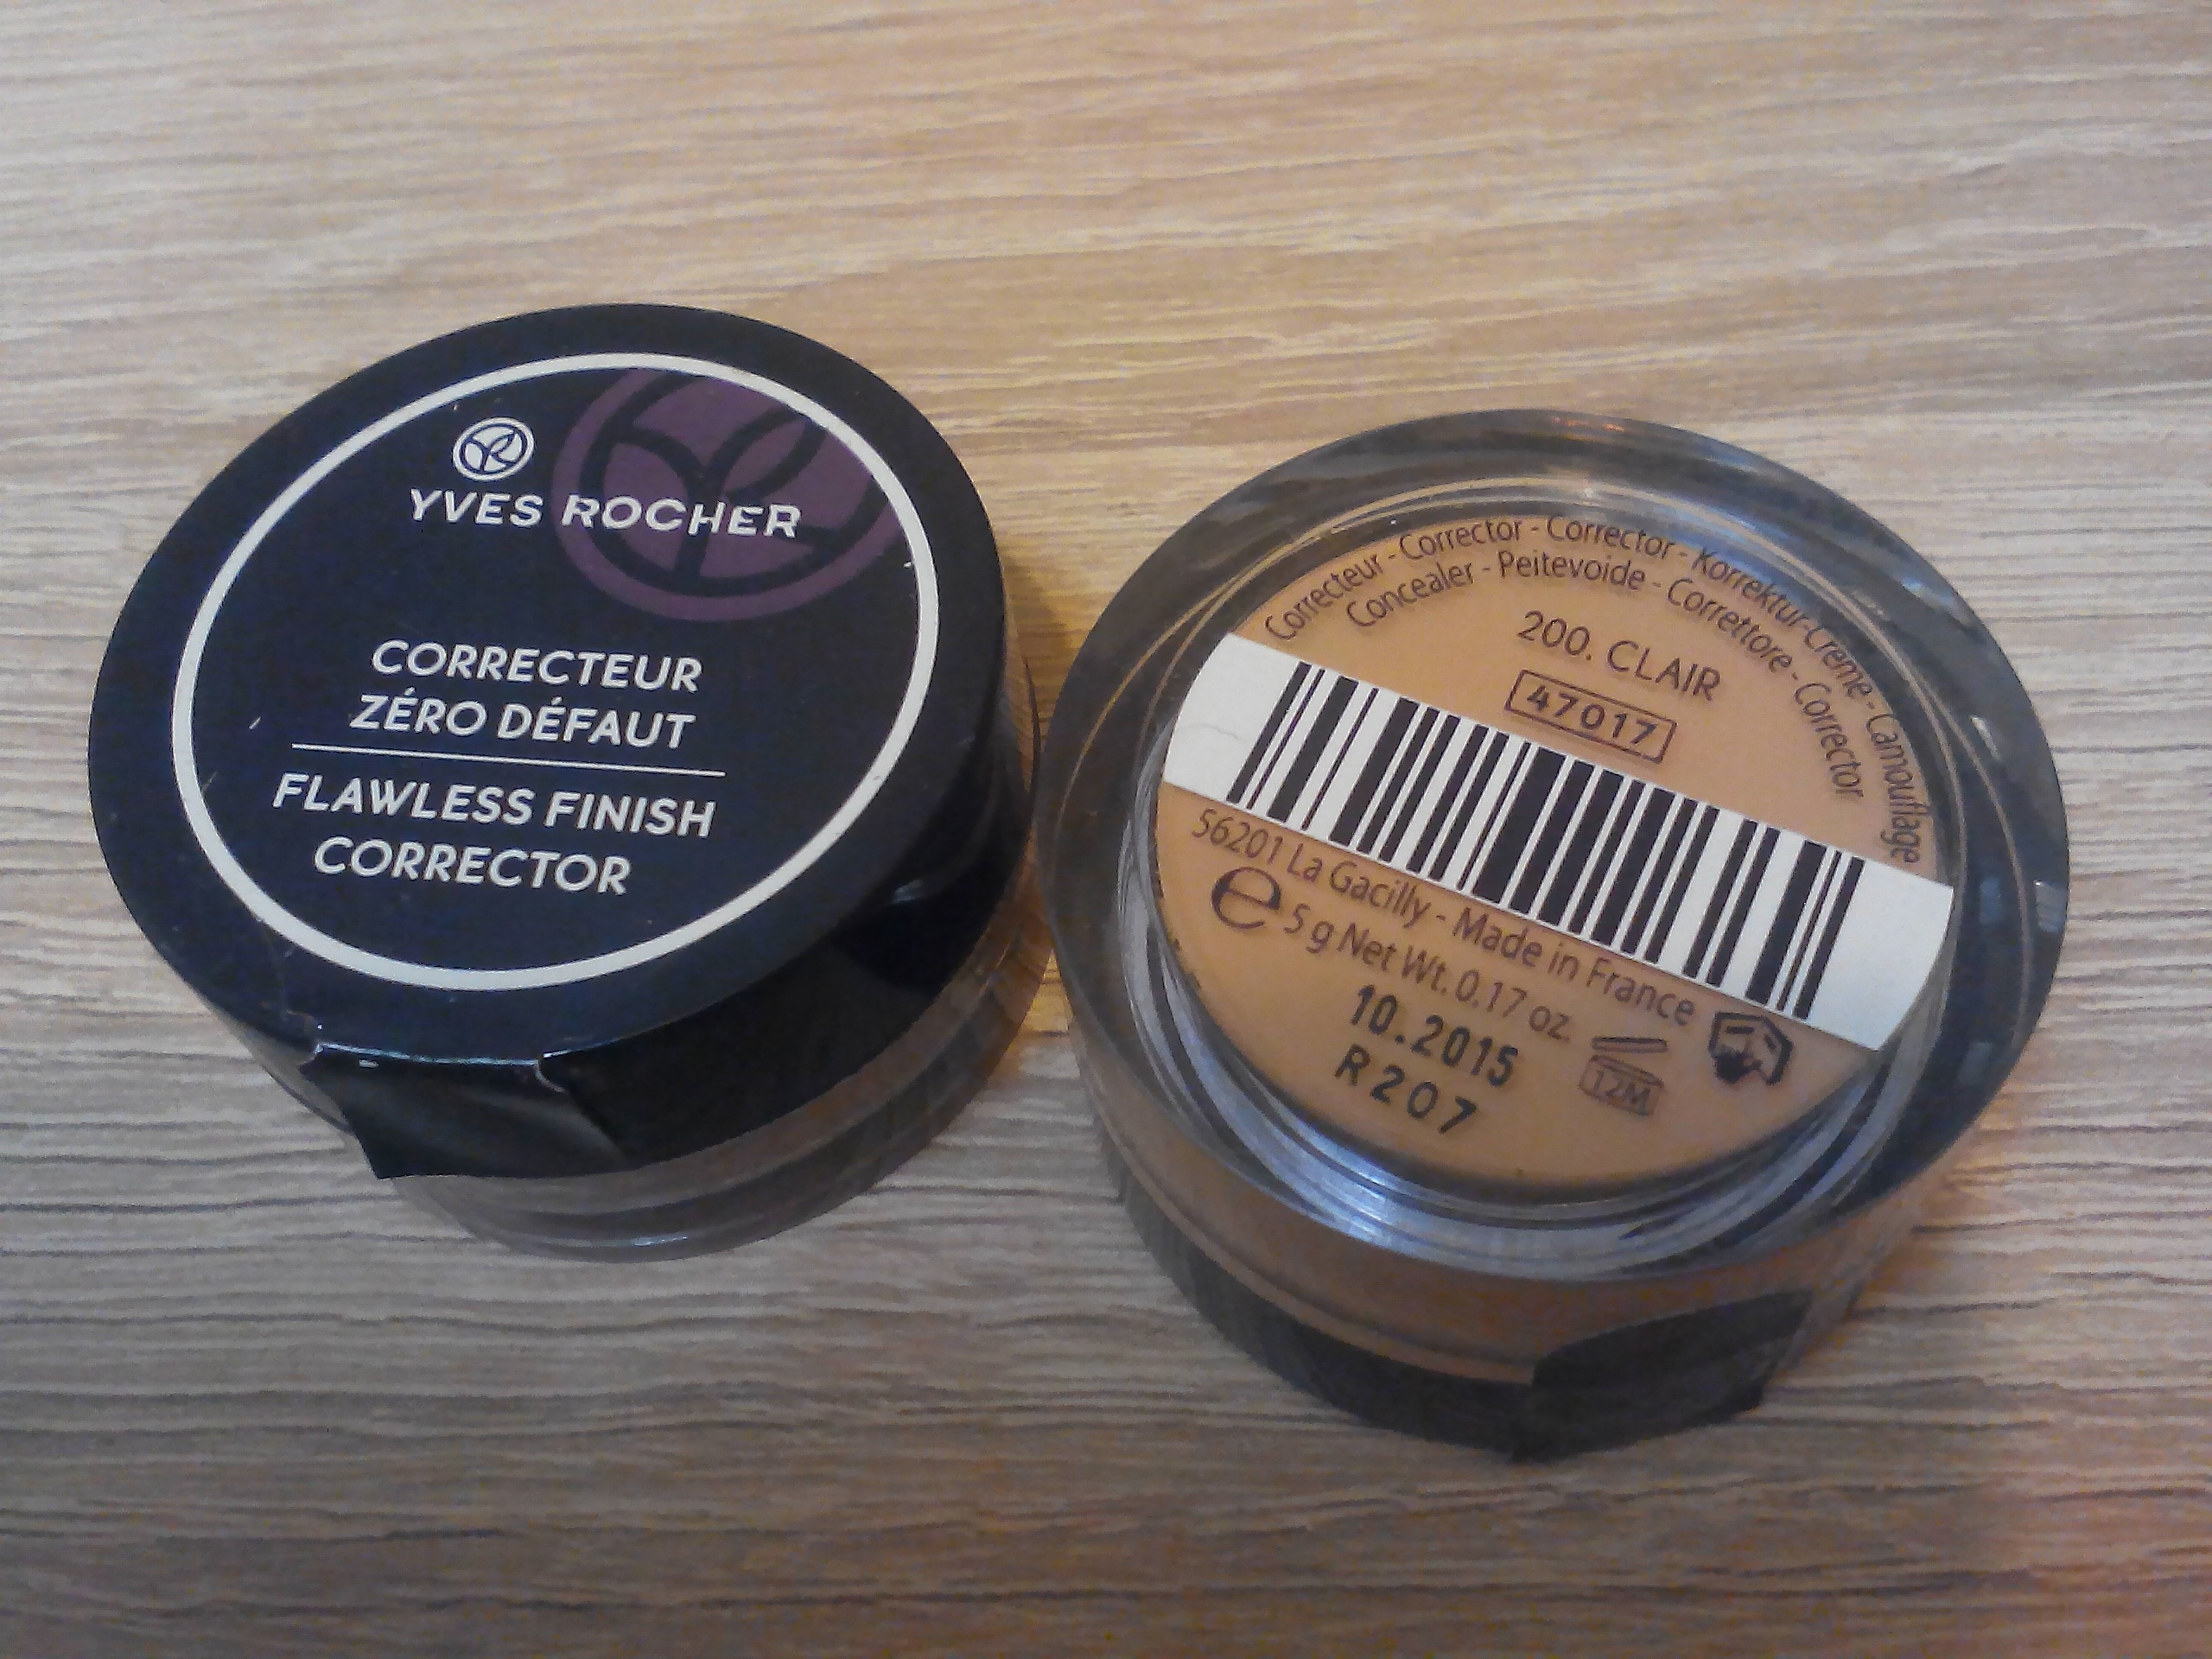 YVES ROCHER
CORRECTEUR
ZÉRO DÉFAUT
FLAWLESS FINISH
CORRECTOR
Correcteur - Corrector - Corrector - Korrektur-Creme - Camouflage
Concealer - Peitevoide - Correttore - Corrector
200. CLAIR
47017
56201 La Gacilly - Made in France
e 5 g Net Wt. 0.17 oz.
12M
10.2015
R207